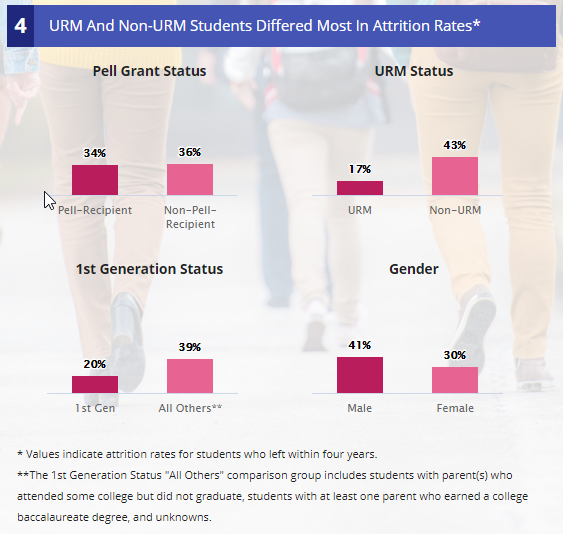 4 URM And Non-URM Students Differed Most In Attrition Rates*
Pell Grant Status
34%
36%
Pell-Recipient
Non-Pell-
Recipient
URM Status
17%
43%
URM
Non-URM
1st Generation Status
20%
39%
1st Gen
All Others**
Gender
41%
30%
Male
Female
* Values indicate attrition rates for students who left within four years.
**The 1st Generation Status "All Others" comparison group includes students with parent(s) who
attended some college but did not graduate, students with at least one parent who earned a college
baccalaureate degree, and unknowns.